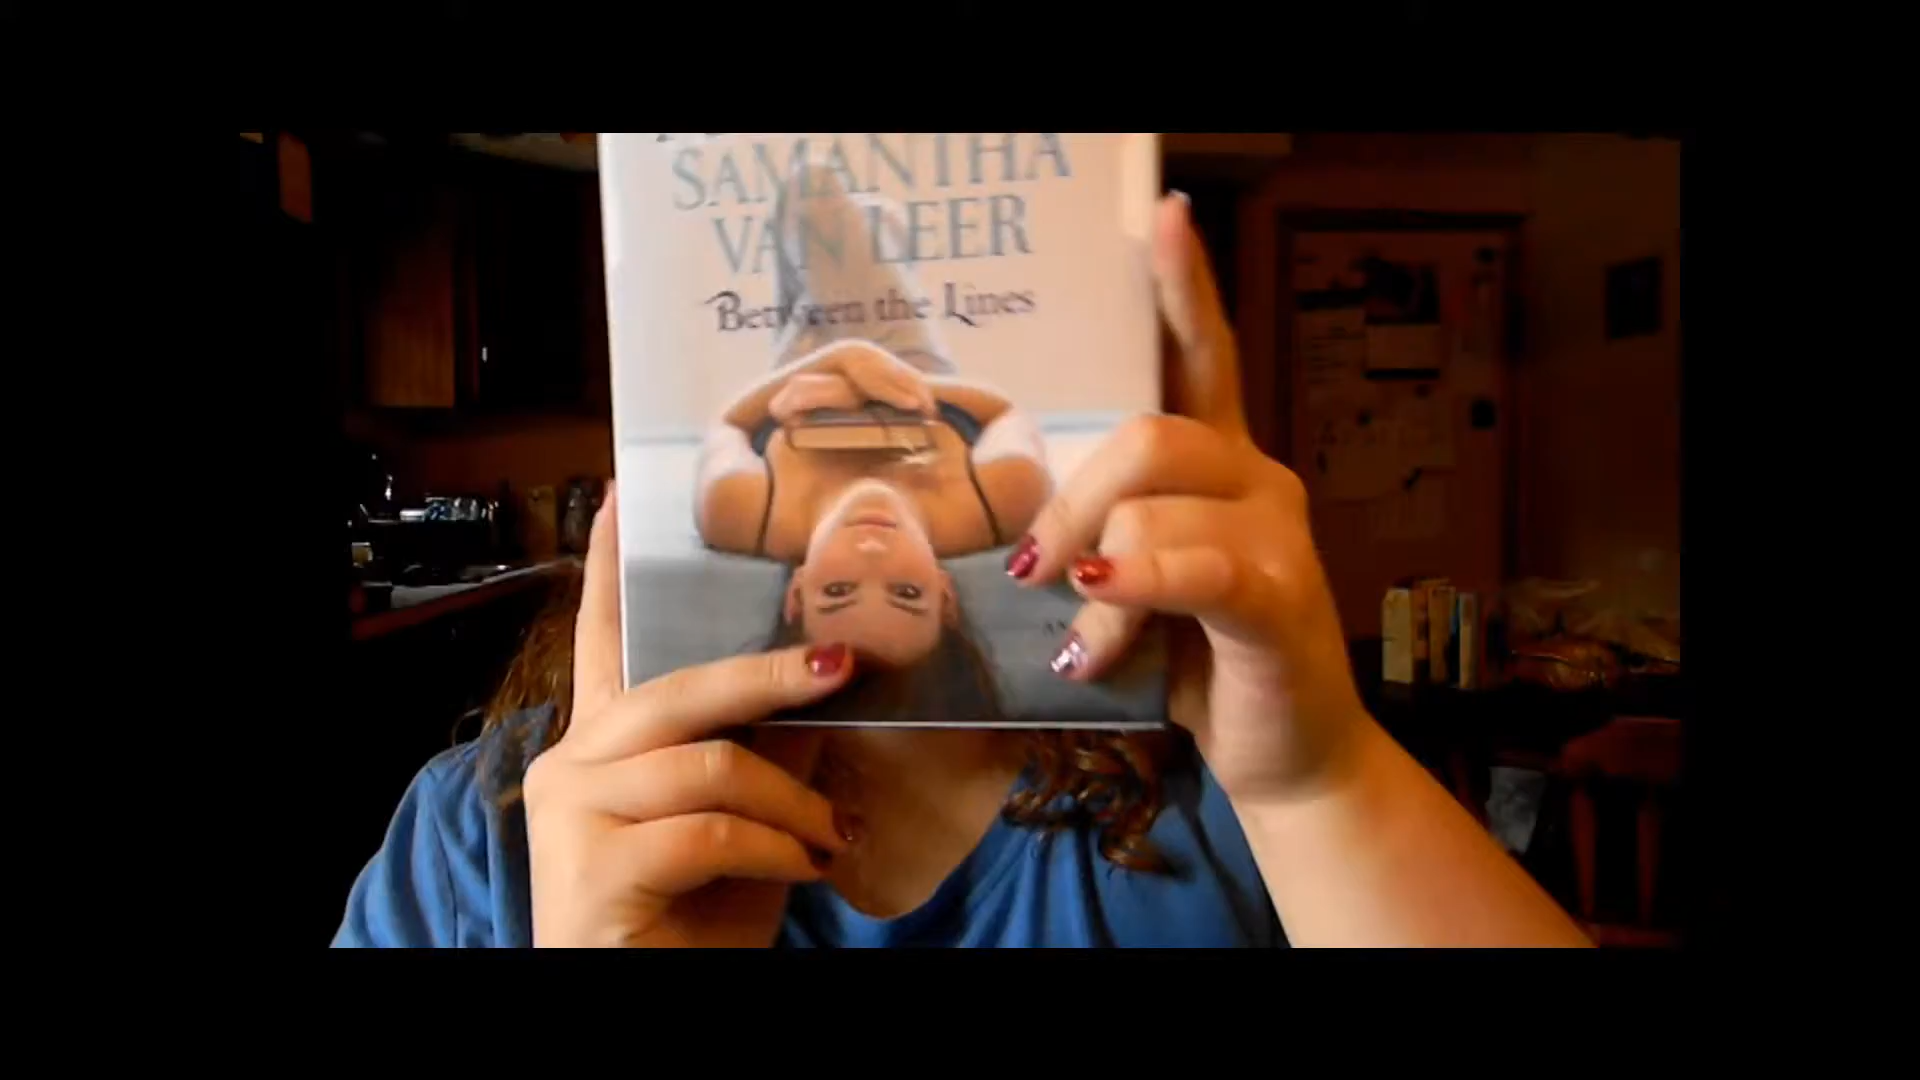 SAMANTHA
VAN LEER
Between the Lines